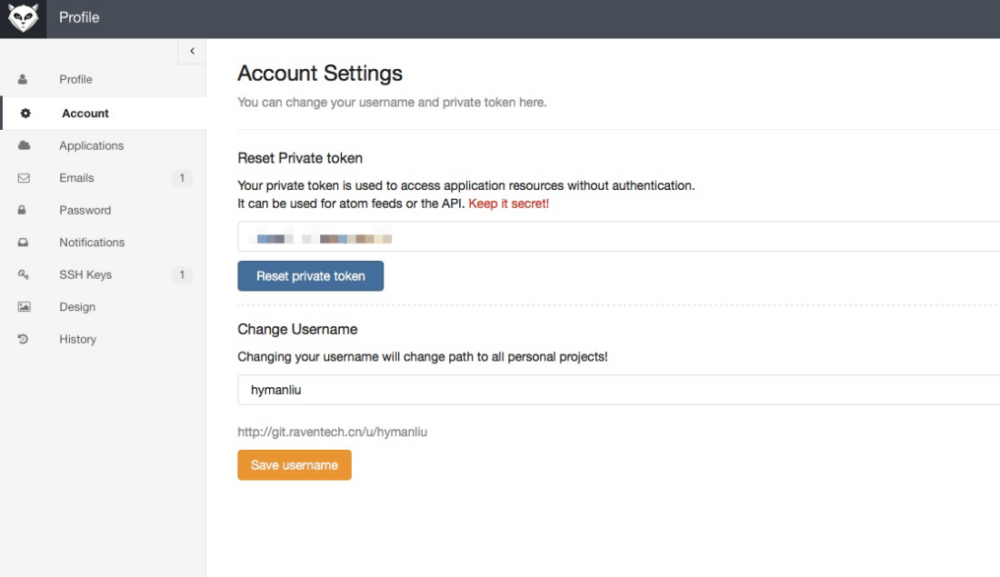 Profile
Profile
Account
Applications
Emails 1
Password
Notifications
SSH Keys 1
Design
History
Account Settings
You can change your username and private token here.
Reset Private token
Your private token is used to access application resources without authentication.
It can be used for atom feeds or the API. Keep it secret!
Reset private token
Change Username
Changing your username will change path to all personal projects!
hymanliu
http://git.raventech.cn/u/hymanliu
Save username